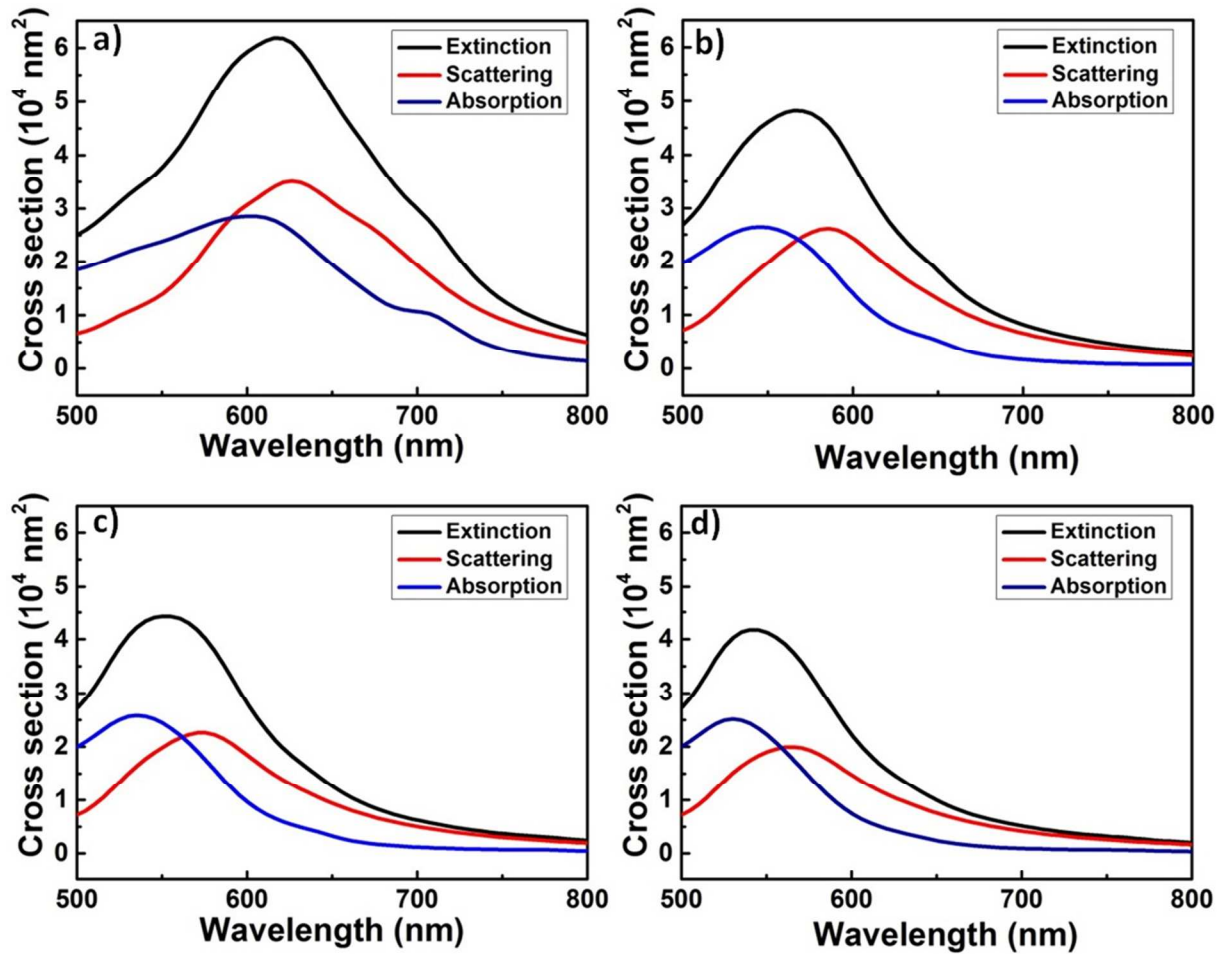 a)
Extinction
Scattering
Absorption
Cross section (10⁴ nm²)
6
5
4
3
2
1
0
500 600 700 800
Wavelength (nm)
b)
Extinction
Scattering
Absorption
Cross section (10⁴ nm²)
6
5
4
3
2
1
0
500 600 700 800
Wavelength (nm)
c)
Extinction
Scattering
Absorption
Cross section (10⁴ nm²)
6
5
4
3
2
1
0
500 600 700 800
Wavelength (nm)
d)
Extinction
Scattering
Absorption
Cross section (10⁴ nm²)
6
5
4
3
2
1
0
500 600 700 800
Wavelength (nm)